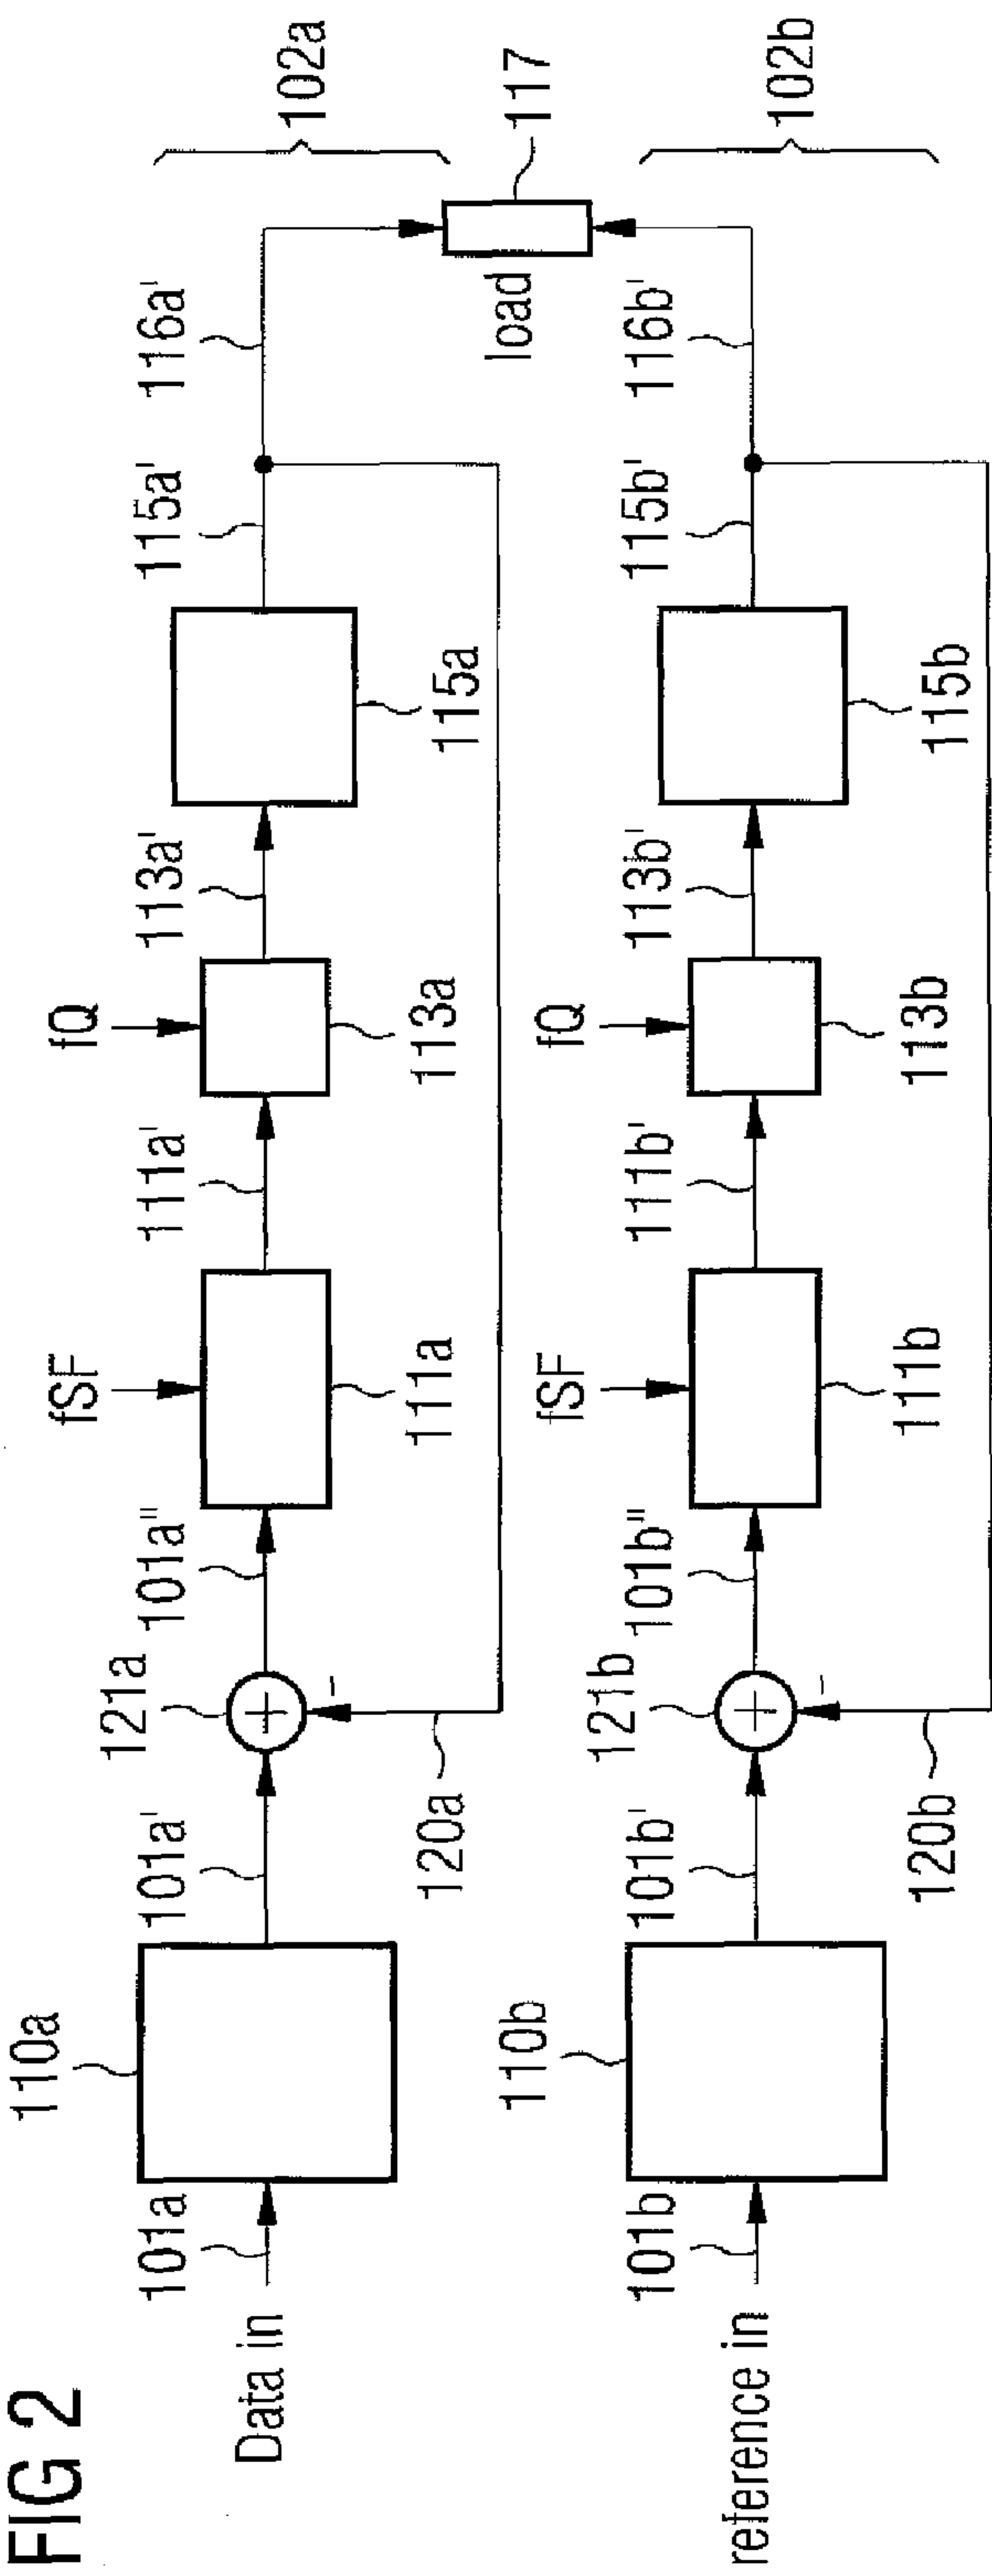 FIG 2
110a
121a
fSF
fQ
101a
101a'
101a"
111a'
113a'
115a'
116a'
102a
Data in
120a
111a
113a
115a
load
117
110b
121b
fSF
fQ
101b
101b'
101b"
111b'
113b'
115b'
116b'
102b
reference in
120b
111b
113b
115b